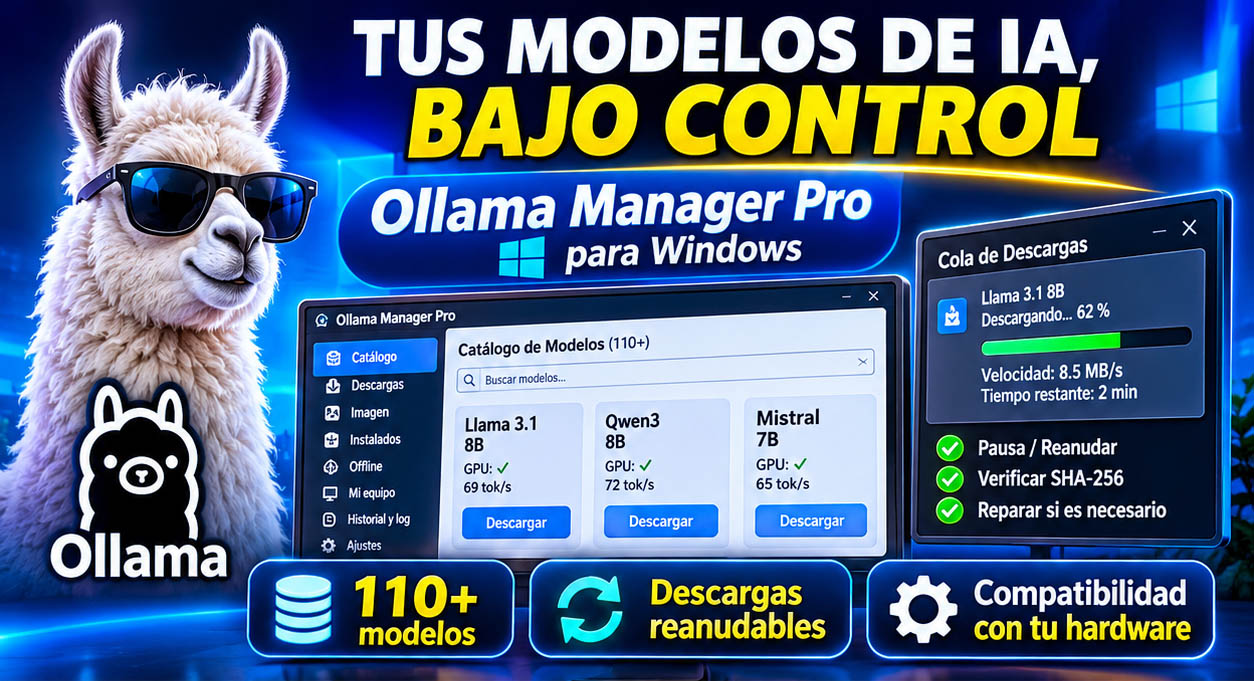 TUS MODELOS DE IA,
BAJO CONTROL
Ollama Manager Pro
para Windows
Ollama
Ollama Manager Pro
Catálogo
Descargas
Imagen
Instalados
Offline
Mi equipo
Historial y log
Ajustes
Catálogo de Modelos (110+)
Buscar modelos...
Llama 3.1
8B
GPU: ✓
69 tok/s
Descargar
Qwen3
8B
GPU: ✓
72 tok/s
Descargar
Mistral
7B
GPU: ✓
65 tok/s
Descargar
Cola de Descargas
Llama 3.1 8B
Descargando... 62 %
Velocidad: 8.5 MB/s
Tiempo restante: 2 min
Pausa / Reanudar
Verificar SHA-256
Reparar si es necesario
110+
modelos
Descargas
reanudables
Compatibilidad
con tu hardware